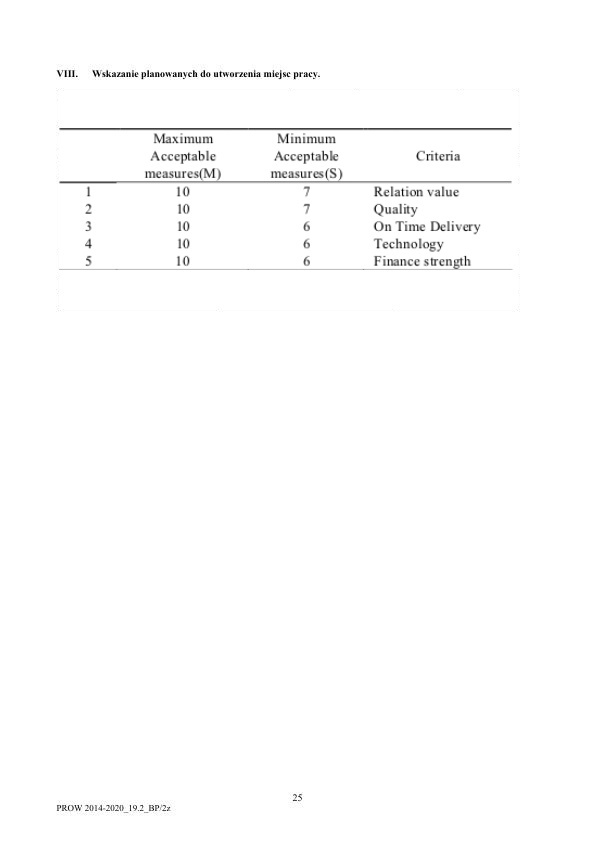 VIII. Wskazanie planowanych do utworzenia miejsc pracy.
Maximum Minimum
Acceptable Acceptable Criteria
measures(M) measures(S)
1 10 7 Relation value
2 10 7 Quality
3 10 6 On Time Delivery
4 10 6 Technology
5 10 6 Finance strength
25
PROW 2014-2020_19.2_BP/2z